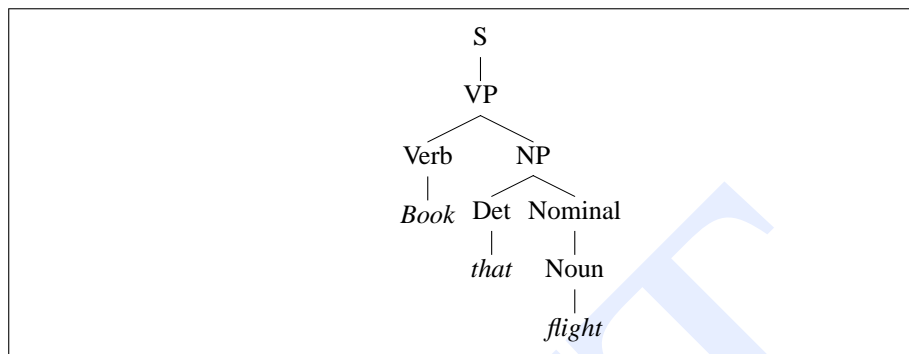 S
VP
Verb NP
Book Det Nominal
that Noun
flight